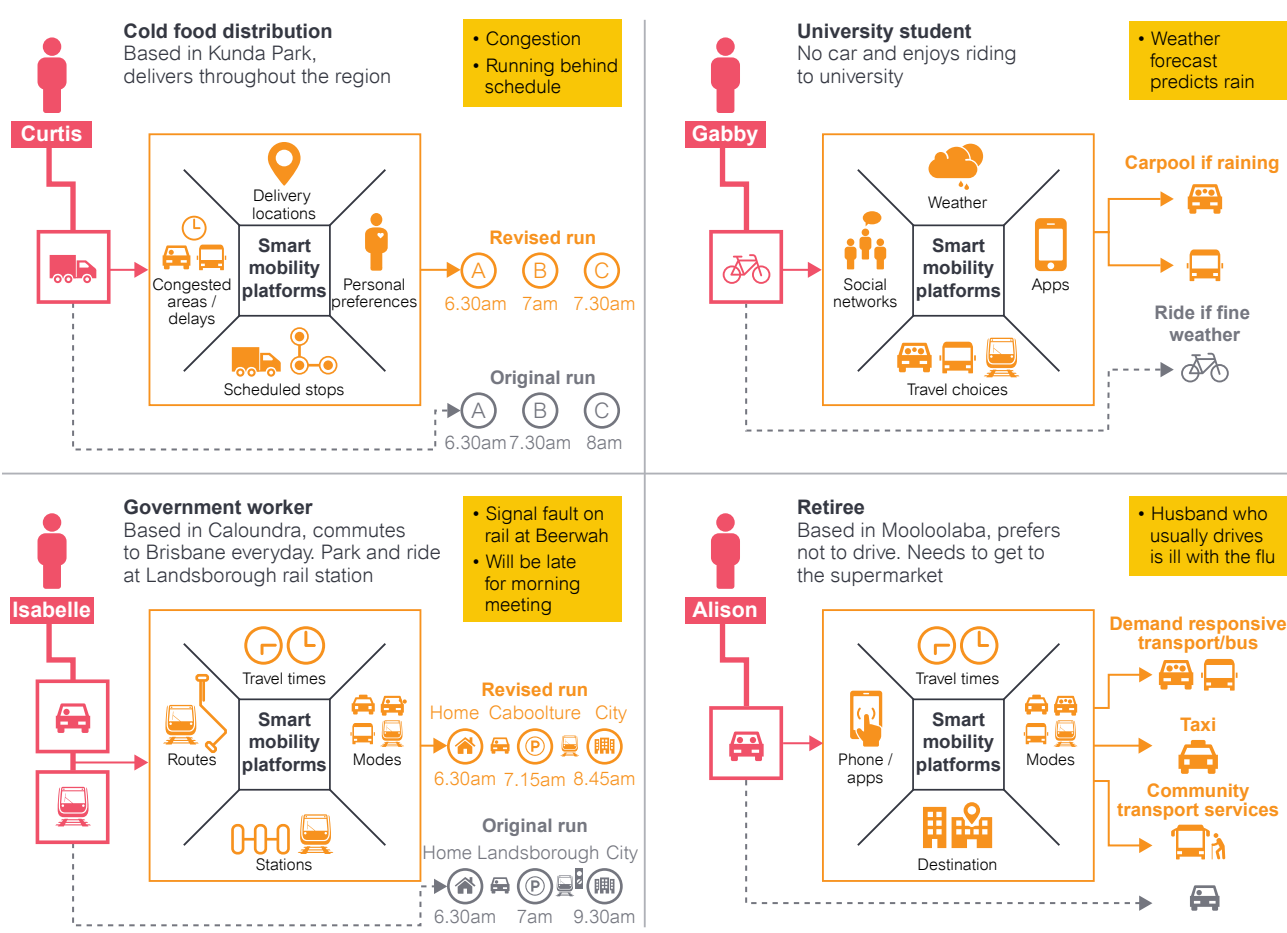 Cold food distribution
Based in Kunda Park,
delivers throughout the region
• Congestion
• Running behind
schedule
Curtis
Delivery
locations
Congested
areas /
delays
Smart
mobility
platforms
Personal
preferences
Scheduled stops
Revised run
A B C
6.30am 7am 7.30am
Original run
A B C
6.30am 7.30am 8am
University student
No car and enjoys riding
to university
• Weather
forecast
predicts rain
Gabby
Weather
Social
networks
Smart
mobility
platforms
Apps
Travel choices
Carpool if raining
Ride if fine
weather
Government worker
Based in Caloundra, commutes
to Brisbane everyday. Park and ride
at Landsborough rail station
• Signal fault on
rail at Beerwah
• Will be late
for morning
meeting
Isabelle
Travel times
Routes
Smart
mobility
platforms
Modes
Stations
Revised run
Home Caboolture City
P
6.30am 7.15am 8.45am
Original run
Home Landsborough City
P
6.30am 7am 9.30am
Retiree
Based in Mooloolaba, prefers
not to drive. Needs to get to
the supermarket
• Husband who
usually drives
is ill with the flu
Alison
Travel times
Phone /
apps
Smart
mobility
platforms
Modes
Destination
Demand responsive
transport/bus
Taxi
Community
transport services